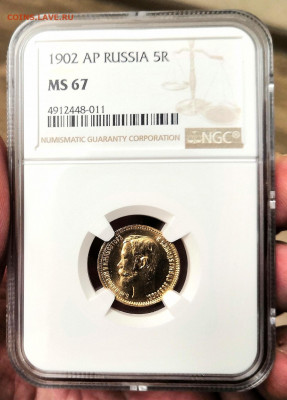 coins.LAVE.RU
1902 AP RUSSIA 5R
MS 67
4912448-011
NUMISMATIC GUARANTY CORPORATION
NGC®